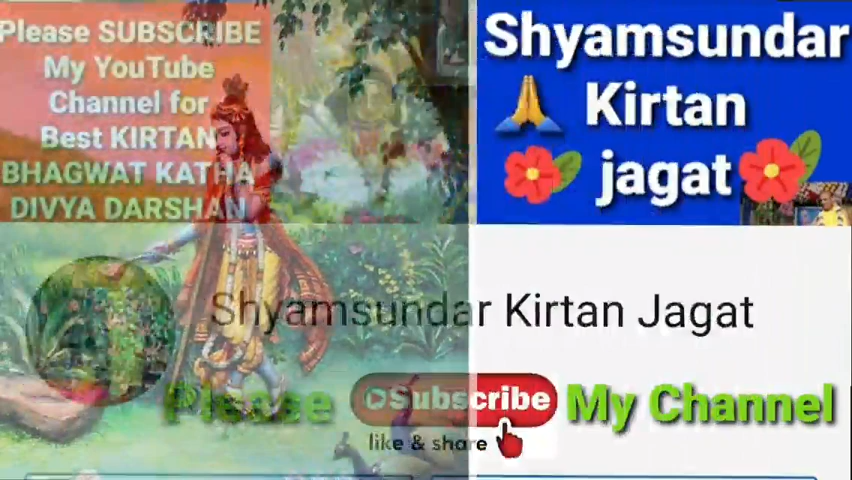 Please SUBSCRIBE
My YouTube
Channel for
Best KIRTAN
BHAGWAT KATHA
DIVYA DARSHAN
Shyamsundar
🙏 Kirtan
🌺 jagat 🌺
Shyamsundar Kirtan Jagat
Please Subscribe My Channel
like & share